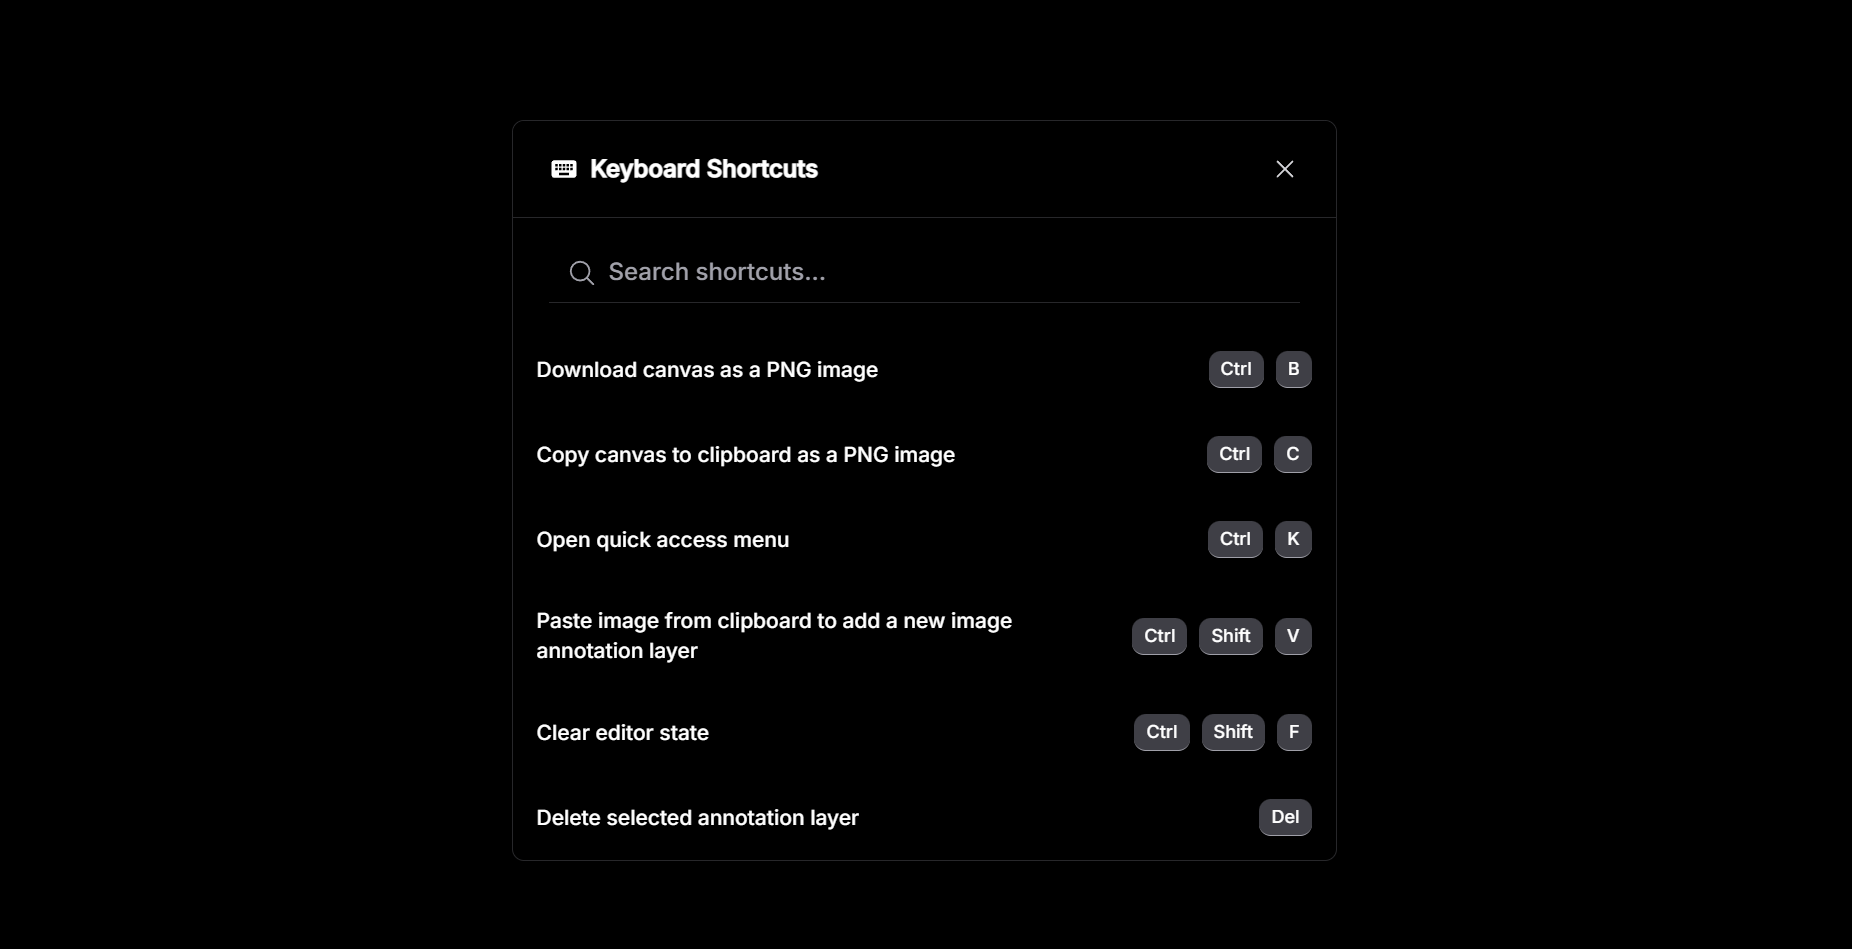 Keyboard Shortcuts
Search shortcuts...
Download canvas as a PNG image Ctrl B
Copy canvas to clipboard as a PNG image Ctrl C
Open quick access menu Ctrl K
Paste image from clipboard to add a new image
annotation layer Ctrl Shift V
Clear editor state Ctrl Shift F
Delete selected annotation layer Del